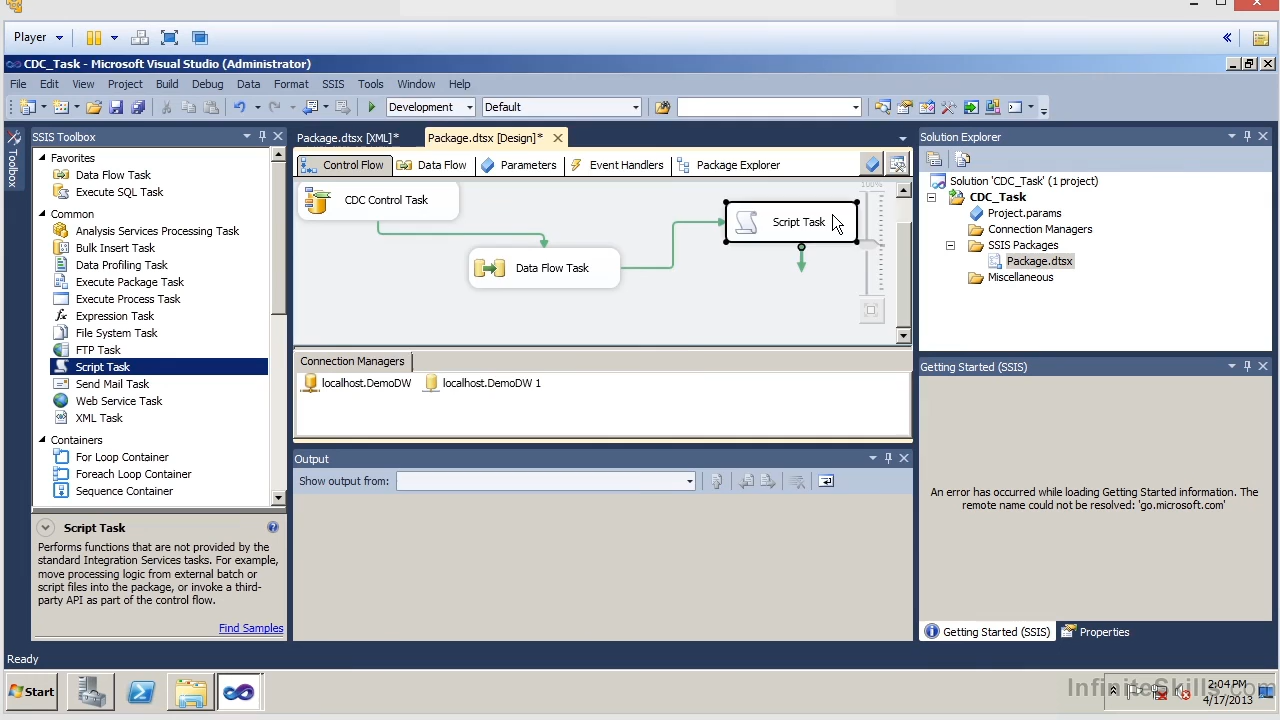 Player
CDC_Task - Microsoft Visual Studio (Administrator)
File Edit View Project Build Debug Data Format SSIS Tools Window Help
Development Default
Toolbox
SSIS Toolbox
Favorites
Data Flow Task
Execute SQL Task
Common
Analysis Services Processing Task
Bulk Insert Task
Data Profiling Task
Execute Package Task
Execute Process Task
Expression Task
File System Task
FTP Task
Script Task
Send Mail Task
Web Service Task
XML Task
Containers
For Loop Container
Foreach Loop Container
Sequence Container
Script Task
Performs functions that are not provided by the
standard Integration Services tasks. For example,
move processing logic from external batch or
script files into the package, or invoke a third-
party API as part of the control flow.
Find Samples
Package.dtsx [XML]* Package.dtsx [Design]*
Control Flow Data Flow Parameters Event Handlers Package Explorer
100%
CDC Control Task
Script Task
Data Flow Task
Connection Managers
localhost.DemoDW localhost.DemoDW 1
Output
Show output from:
Solution Explorer
Solution 'CDC_Task' (1 project)
CDC_Task
Project.params
Connection Managers
SSIS Packages
Package.dtsx
Miscellaneous
Getting Started (SSIS)
An error has occurred while loading Getting Started information. The
remote name could not be resolved: 'go.microsoft.com'
Getting Started (SSIS) Properties
Ready
Start
InfiniteSkills.com
2:04 PM
4/17/2013